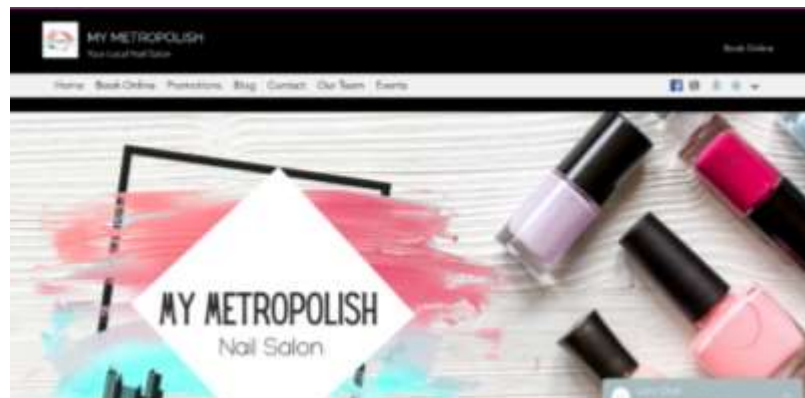 MY METROPOLISH
Your Local Nail Salon
Book Online
Home Book Online Promotions Blog Contact Our Team Events
MY METROPOLISH
Nail Salon